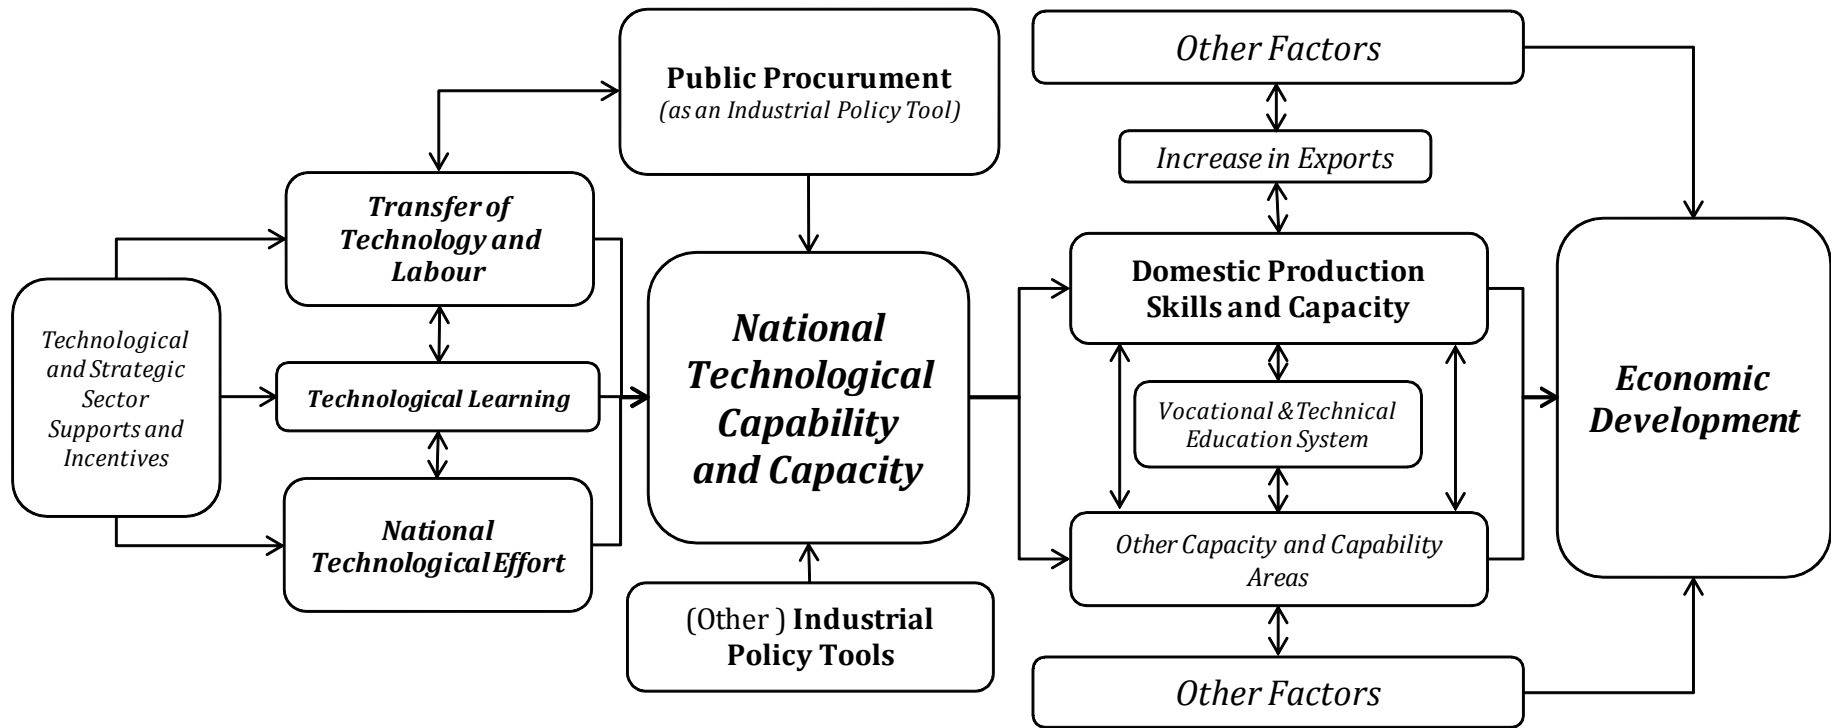 Public Procurument
(as an Industrial Policy Tool)
Other Factors
Increase in Exports
Transfer of
Technology and
Labour
Technological
and Strategic
Sector
Supports and
Incentives
Technological Learning
National
Technological Effort
National
Technological
Capability
and Capacity
(Other ) Industrial
Policy Tools
Domestic Production
Skills and Capacity
Vocational & Technical
Education System
Other Capacity and Capability
Areas
Other Factors
Economic
Development